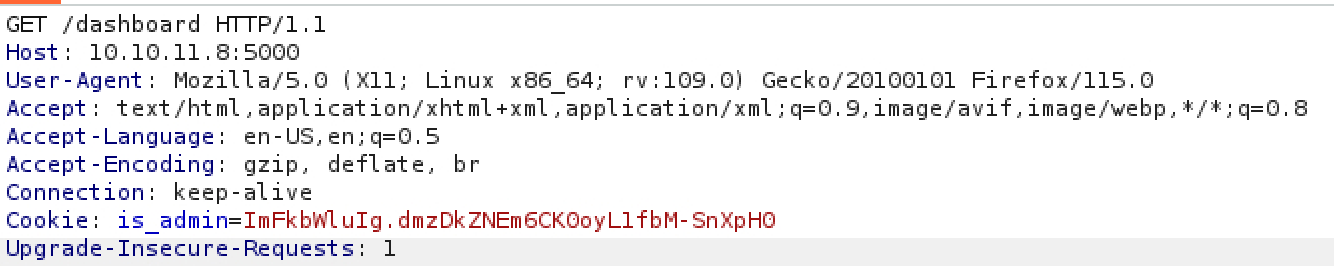 GET /dashboard HTTP/1.1
Host: 10.10.11.8:5000
User-Agent: Mozilla/5.0 (X11; Linux x86_64; rv:109.0) Gecko/20100101 Firefox/115.0
Accept: text/html,application/xhtml+xml,application/xml;q=0.9,image/avif,image/webp,*/*;q=0.8
Accept-Language: en-US,en;q=0.5
Accept-Encoding: gzip, deflate, br
Connection: keep-alive
Cookie: is_admin=ImFkbWluIg.dmzDkZNEm6CK0oyL1fbM-SnXpH0
Upgrade-Insecure-Requests: 1